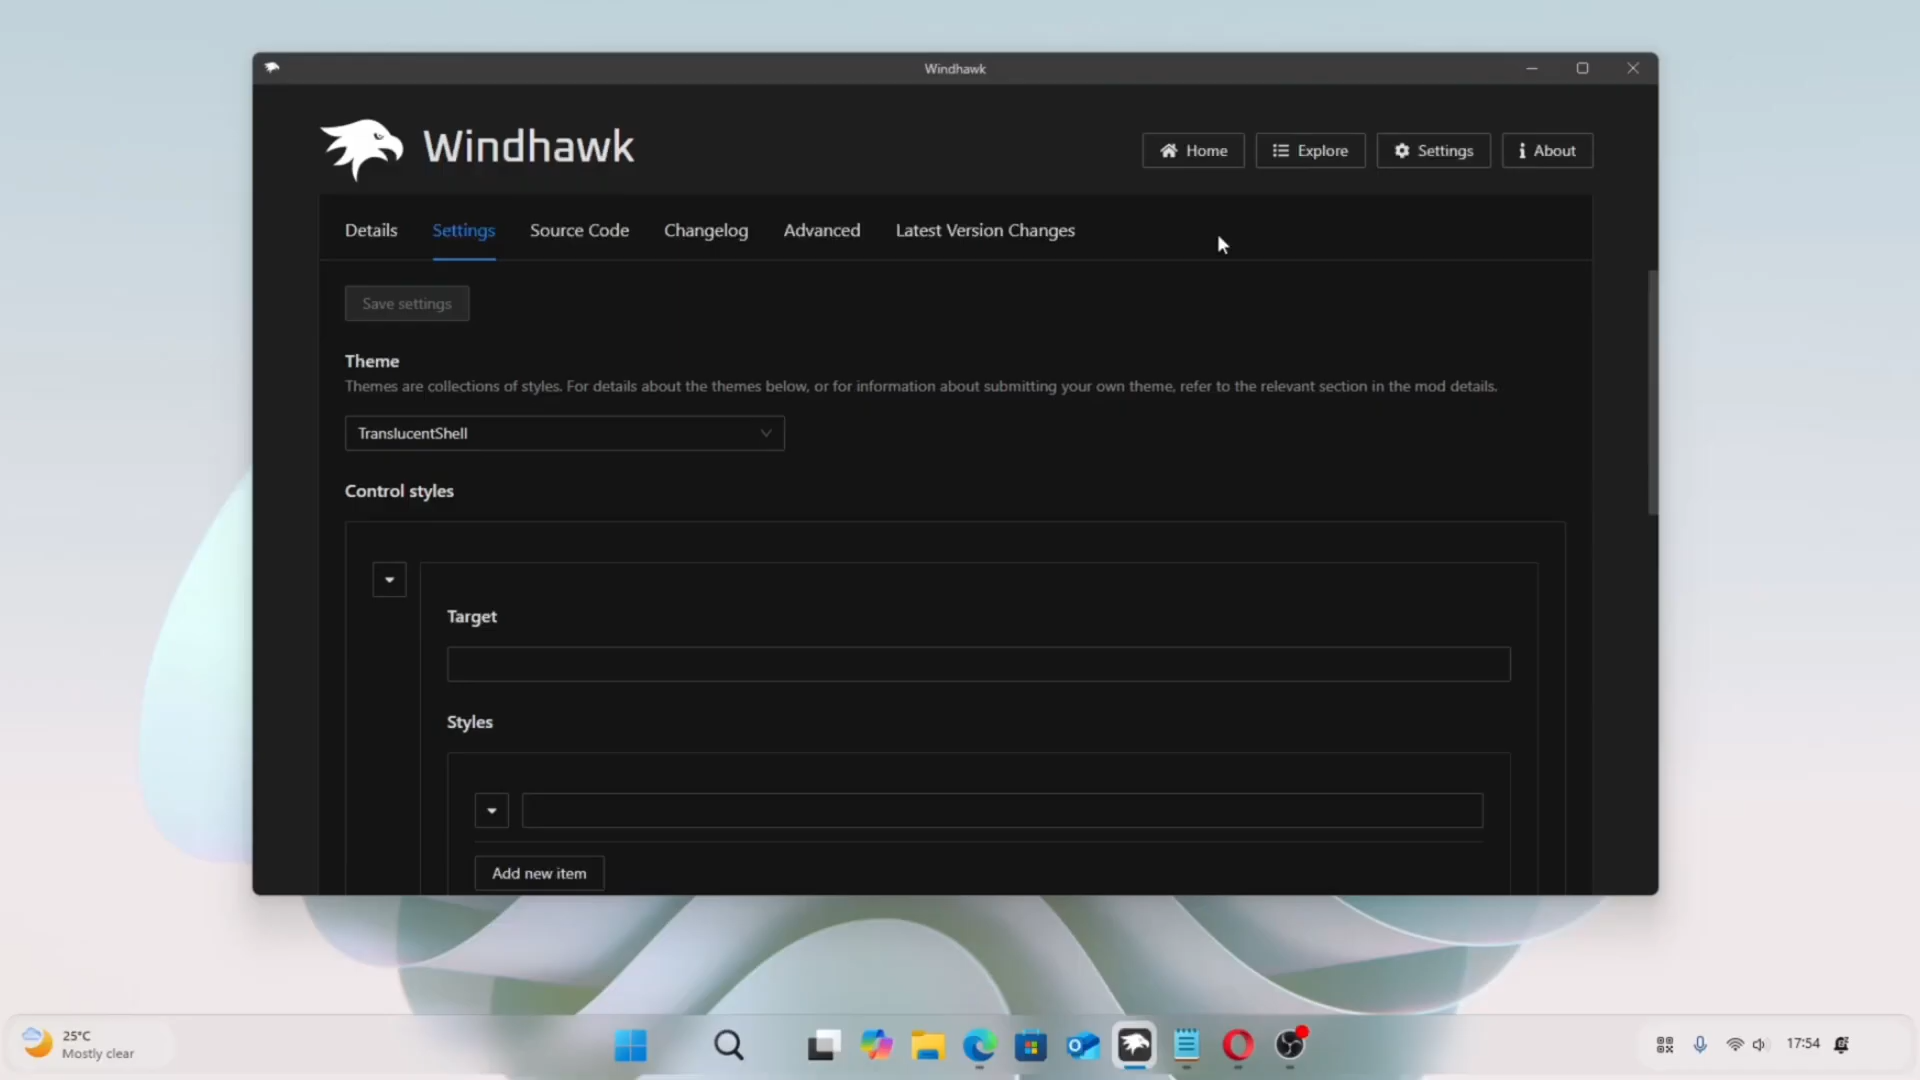 Windhawk
Windhawk
Home
Explore
Settings
About
Details
Settings
Source Code
Changelog
Advanced
Latest Version Changes
Save settings
Theme
Themes are collections of styles. For details about the themes below, or for information about submitting your own theme, refer to the relevant section in the mod details.
TranslucentShell
Control styles
Target
Styles
Add new item
25°C
Mostly clear
17:54